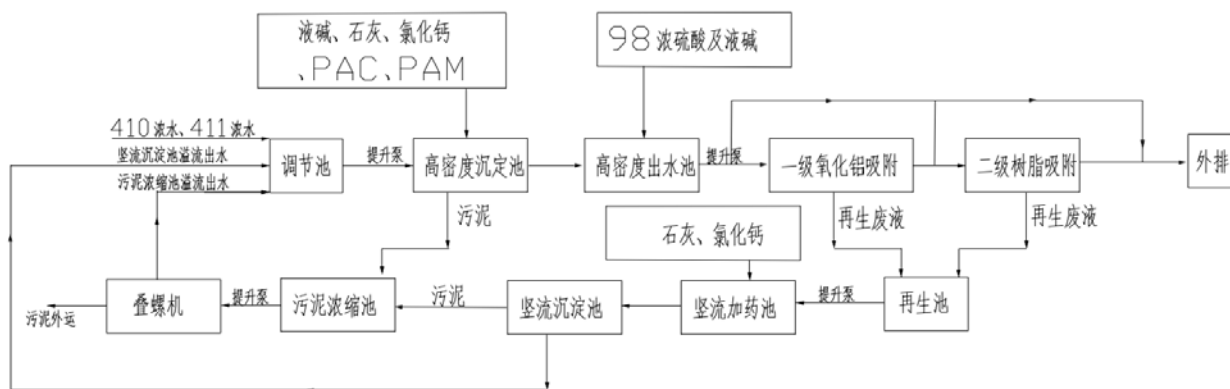 液碱、石灰、氯化钙
、PAC、PAM
98 浓硫酸及液碱
410浓水、411浓水
竖流沉淀池溢流出水
污泥浓缩池溢流出水
调节池
提升泵
高密度沉淀池
高密度出水池
提升泵
一级氧化铝吸附
二级树脂吸附
外排
污泥
石灰、氯化钙
再生废液
再生废液
污泥外运
叠螺机
提升泵
污泥浓缩池
污泥
竖流沉淀池
竖流加药池
提升泵
再生池